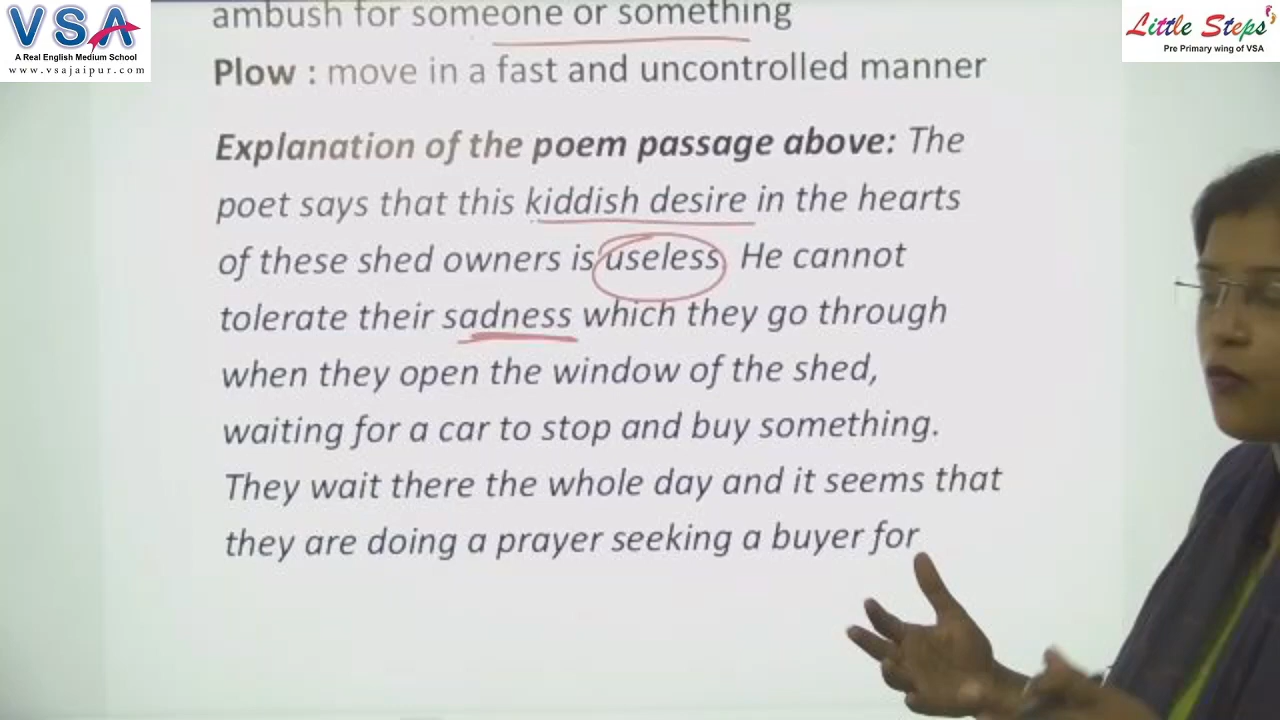 VSA
A Real English Medium School
www.vsajaipur.com
Little Steps
Pre Primary wing of VSA
ambush for someone or something
Plow : move in a fast and uncontrolled manner
Explanation of the poem passage above: The
poet says that this kiddish desire in the hearts
of these shed owners is useless He cannot
tolerate their sadness which they go through
when they open the window of the shed,
waiting for a car to stop and buy something.
They wait there the whole day and it seems that
they are doing a prayer seeking a buyer for